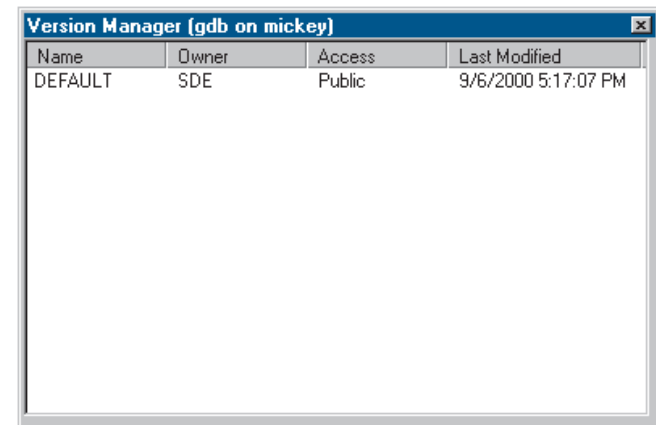 Version Manager (gdb on mickey)
Name Owner Access Last Modified
DEFAULT SDE Public 9/6/2000 5:17:07 PM